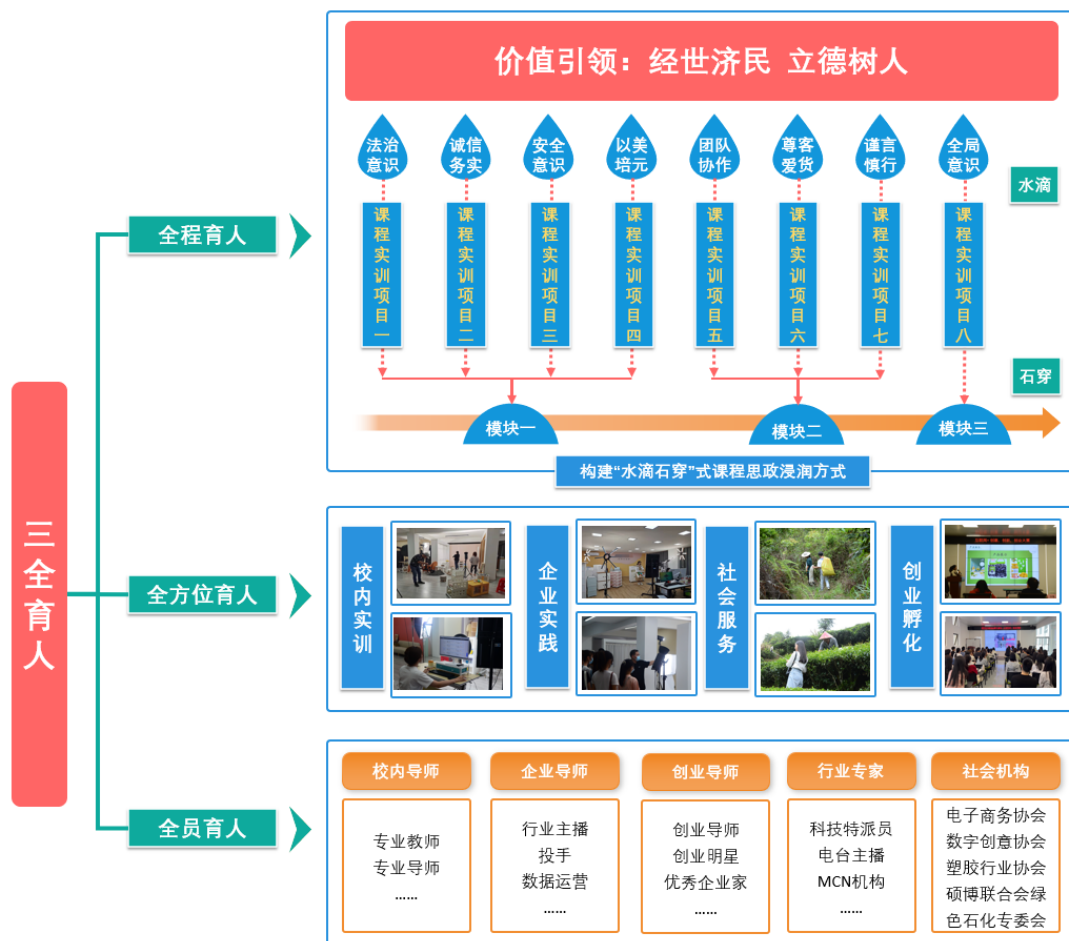 价值引领：经世济民 立德树人
法治
意识
诚信
务实
安全
意识
以美
培元
团队
协作
尊客
爱货
谨言
慎行
全局
意识
水滴
课程实训项目一
课程实训项目二
课程实训项目三
课程实训项目四
课程实训项目五
课程实训项目六
课程实训项目七
课程实训项目八
石穿
模块一
模块二
模块三
构建“水滴石穿”式课程思政浸润方式
三全育人
全程育人
全方位育人
全员育人
校内实训
企业实践
社会服务
创业孵化
校内导师
专业教师
专业导师
……
企业导师
行业主播
投手
数据运营
……
创业导师
创业导师
创业明星
优秀企业家
……
行业专家
科技特派员
电台主播
MCN机构
……
社会机构
电子商务协会
数字创意协会
塑胶行业协会
硕博联合会绿
色石化专委会